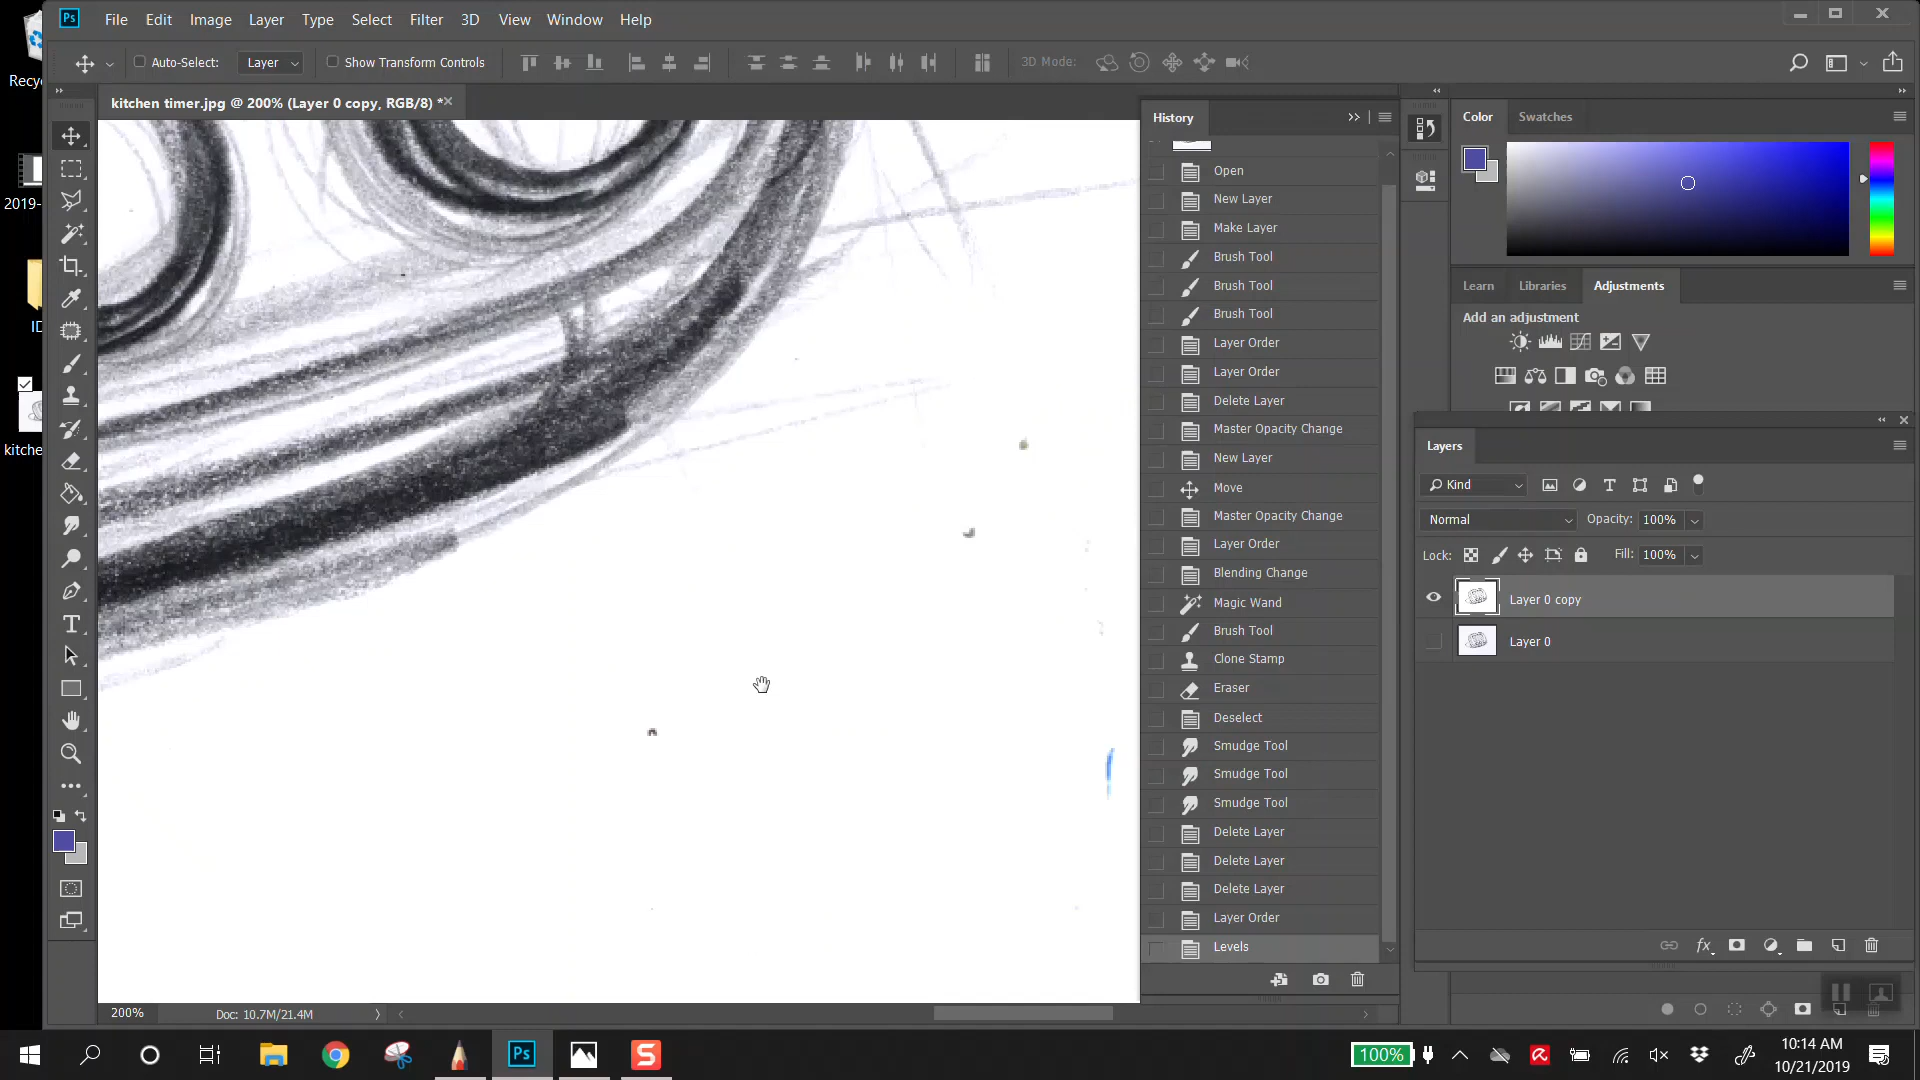 Ps File Edit Image Layer Type Select Filter 3D View Window Help
Auto-Select: Layer Show Transform Controls 3D Mode:
kitchen timer.jpg @ 200% (Layer 0 copy, RGB/8) *
Recyc
2019-
ID
kitche
History
Open
New Layer
Make Layer
Brush Tool
Brush Tool
Brush Tool
Layer Order
Layer Order
Delete Layer
Master Opacity Change
New Layer
Move
Master Opacity Change
Layer Order
Blending Change
Magic Wand
Brush Tool
Clone Stamp
Eraser
Deselect
Smudge Tool
Smudge Tool
Smudge Tool
Delete Layer
Delete Layer
Delete Layer
Layer Order
Levels
Color Swatches
Learn Libraries Adjustments
Add an adjustment
Layers
Kind
Normal Opacity: 100%
Lock: Fill: 100%
Layer 0 copy
Layer 0
fx
200% Doc: 10.7M/21.4M
Ps S 100% 10:14 AM
10/21/2019